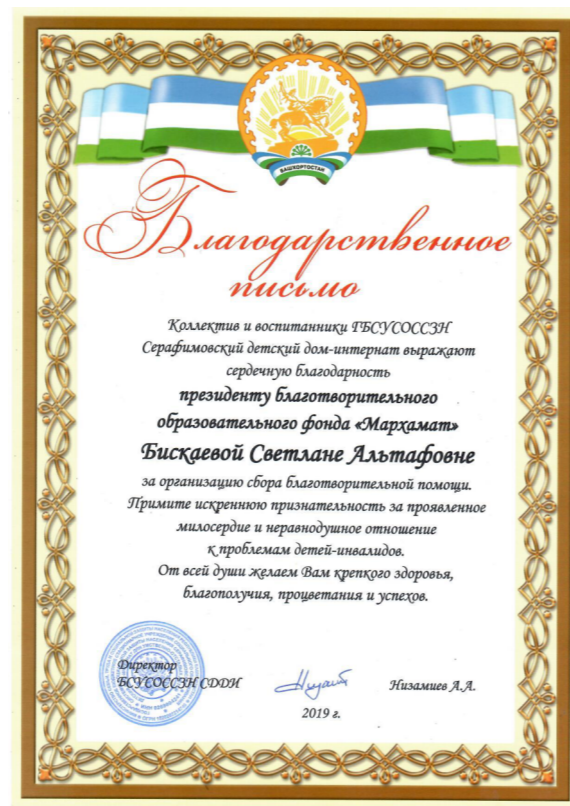 БАШКОРТОСТАН
Благодарственное
письмо
Коллектив и воспитанники ГБСУСОССЗН
Серафимовский детский дом-интернат выражают
сердечную благодарность
президенту благотворительного
образовательного фонда «Мархамат»
Бискаевой Светлане Альтафовне
за организацию сбора благотворительной помощи.
Примите искреннюю признательность за проявленное
милосердие и неравнодушное отношение
к проблемам детей-инвалидов.
От всей души желаем Вам крепкого здоровья,
благополучия, процветания и успехов.
Директор
БСУСОССЗН СДДИ
Низамиев А.А.
2019 г.